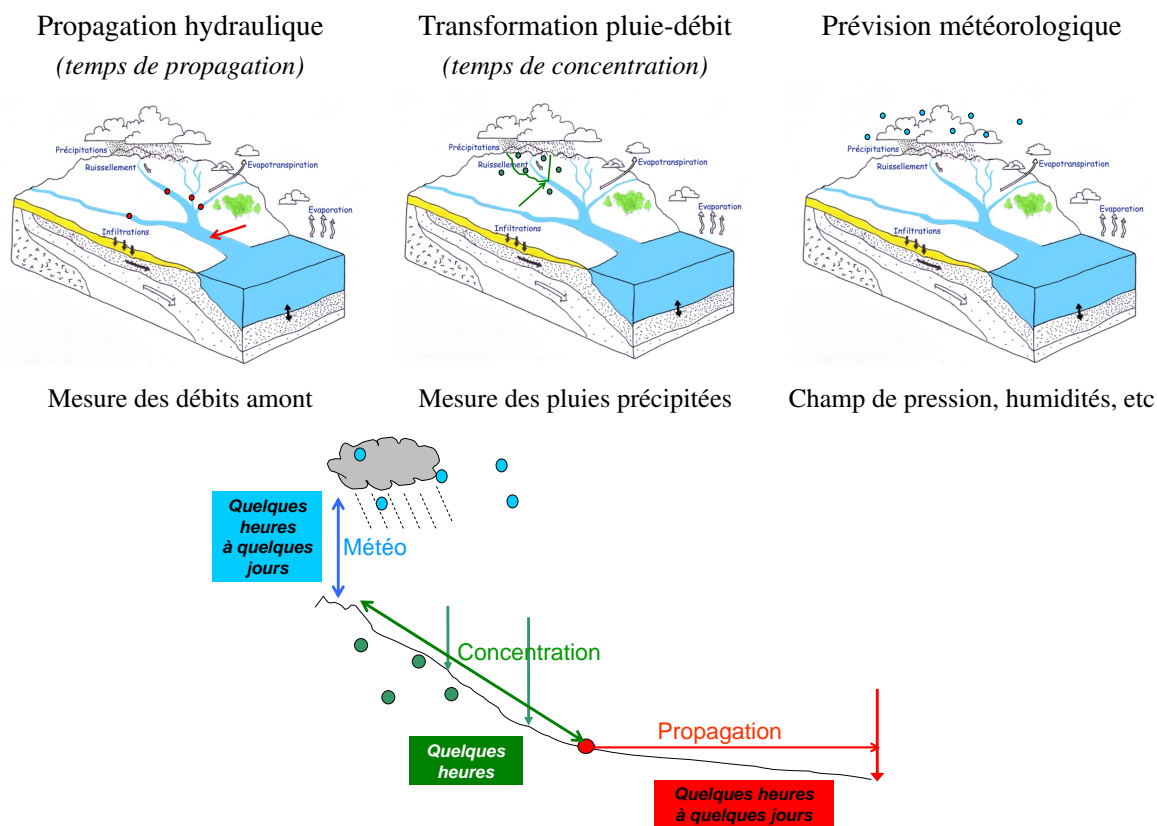 Propagation hydraulique
(temps de propagation)
Transformation pluie-débit
(temps de concentration)
Prévision météorologique
Précipitations
Ruissellement
Evapotranspiration
Evaporation
Infiltrations
Précipitations
Ruissellement
Evapotranspiration
Evaporation
Infiltrations
Précipitations
Ruissellement
Evapotranspiration
Evaporation
Infiltrations
Mesure des débits amont
Mesure des pluies précipitées
Champ de pression, humidités, etc
Quelques
heures
à quelques
jours
Météo
Concentration
Quelques
heures
Propagation
Quelques heures
à quelques jours